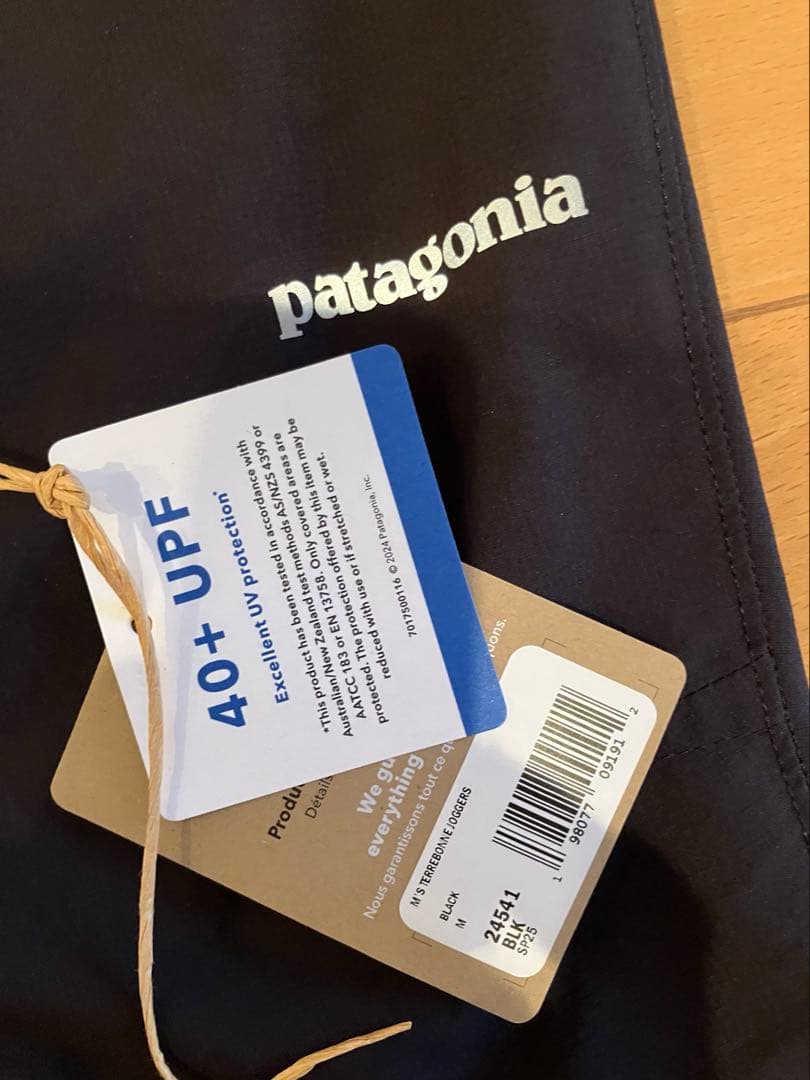 patagonia
40+ UPF
Excellent UV protection*
*This product has been tested in accordance with
Australian/New Zealand test methods AS/NZS 4399 or
AATCC 183 or EN 13758. Only covered areas are
protected. The protection offered by this item may be
reduced with use or if stretched or wet.
7017500116 © 2024 Patagonia, Inc.
Produ
Détails
We gu
everything
Nous garantissons tout ce q
uons.
M'S TERREBONNE JOGGERS
BLACK
M
24541
BLK
SP25
1 98077 09191 2